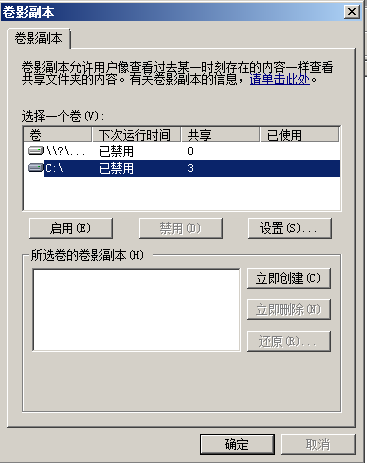 卷影副本
卷影副本
卷影副本允许用户像查看过去某一时刻存在的内容一样查看
共享文件夹的内容。有关卷影副本的信息，请单击此处。
选择一个卷(V):
卷 下次运行时间 共享 已使用
\\?\... 已禁用 0
C:\ 已禁用 3
启用(E) 禁用(D) 设置(S)...
所选卷的卷影副本(H)
立即创建(C)
立即删除(N)
还原(R)...
确定 取消